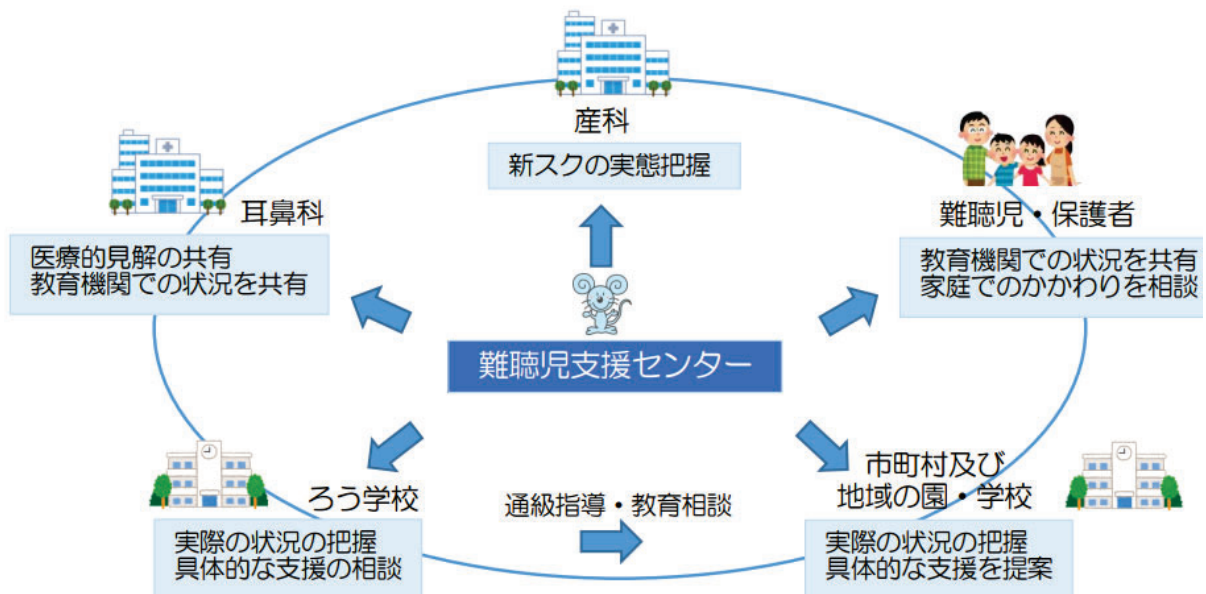 産科
新スクの実態把握
耳鼻科
医療的見解の共有
教育機関での状況を共有
難聴児・保護者
教育機関での状況を共有
家庭でのかかわりを相談
難聴児支援センター
ろう学校
実際の状況の把握
具体的な支援の相談
通級指導・教育相談
市町村及び
地域の園・学校
実際の状況の把握
具体的な支援を提案